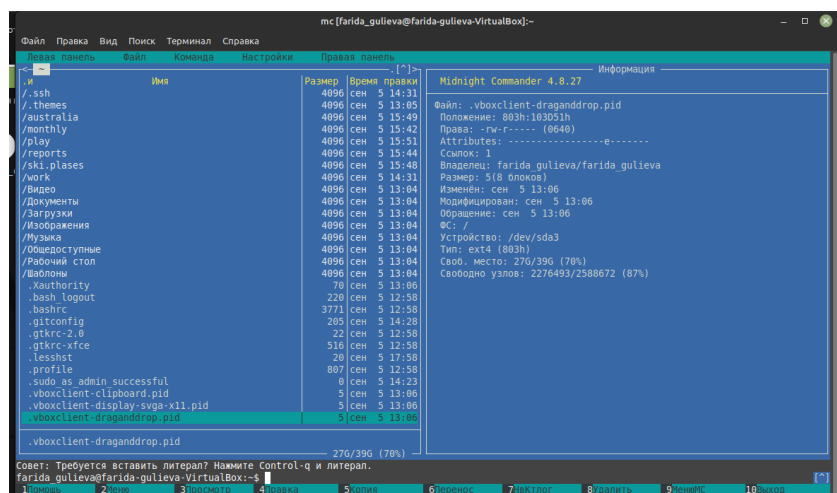 mc [farida_gulieva@farida-gulieva-VirtualBox]:~
Файл Правка Вид Поиск Терминал Справка
Левая панель Файл Команда Настройки Правая панель
<─ ~ .[^]>
.и Имя Размер Время правки
/.ssh 4096 сен 5 14:31
/.themes 4096 сен 5 13:05
/australia 4096 сен 5 15:49
/monthly 4096 сен 5 15:42
/play 4096 сен 5 15:51
/reports 4096 сен 5 15:44
/ski.plases 4096 сен 5 15:48
/work 4096 сен 5 14:31
/Видео 4096 сен 5 13:04
/Документы 4096 сен 5 13:04
/Загрузки 4096 сен 5 13:04
/Изображения 4096 сен 5 13:04
/Музыка 4096 сен 5 13:04
/Общедоступные 4096 сен 5 13:04
/Рабочий стол 4096 сен 5 13:04
/Шаблоны 4096 сен 5 13:04
.Xauthority 70 сен 5 13:06
.bash_logout 220 сен 5 12:58
.bashrc 3771 сен 5 12:58
.gitconfig 205 сен 5 14:28
.gtkrc-2.0 22 сен 5 12:58
.gtkrc-xfce 516 сен 5 12:58
.lesshst 20 сен 5 17:58
.profile 807 сен 5 12:58
.sudo_as_admin_successful 0 сен 5 14:23
.vboxclient-clipboard.pid 5 сен 5 13:06
.vboxclient-display-svga-x11.pid 5 сен 5 13:06
.vboxclient-draganddrop.pid 5 сен 5 13:06
.vboxclient-draganddrop.pid
27G/39G (70%)
Информация
Midnight Commander 4.8.27
Файл: .vboxclient-draganddrop.pid
Положение: 803h:103D51h
Права: -rw-r----- (0640)
Attributes: -----------------e-------
Ссылок: 1
Владелец: farida_gulieva/farida_gulieva
Размер: 5(8 блоков)
Изменён: сен 5 13:06
Модифицирован: сен 5 13:06
Обращение: сен 5 13:06
ФС: /
Устройство: /dev/sda3
Тип: ext4 (803h)
Своб. место: 27G/39G (70%)
Свободно узлов: 2276493/2588672 (87%)
Совет: Требуется вставить литерал? Нажмите Control-q и литерал.
farida_gulieva@farida-gulieva-VirtualBox:~$ [^]
1Помощь 2Меню 3Просмотр 4Правка 5Копия 6Перенос 7НвКтлог 8Удалить 9МенюMC 10Выход